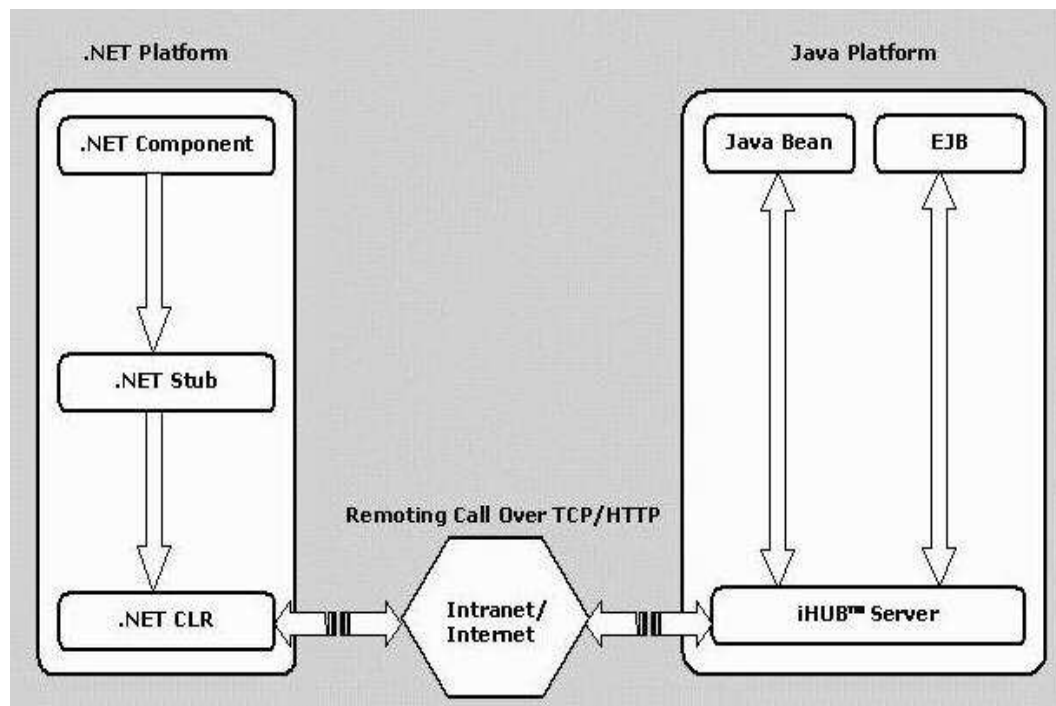 .NET Platform
Java Platform
.NET Component
Java Bean
EJB
.NET Stub
Remoting Call Over TCP/HTTP
.NET CLR
Intranet/
Internet
iHUB™ Server